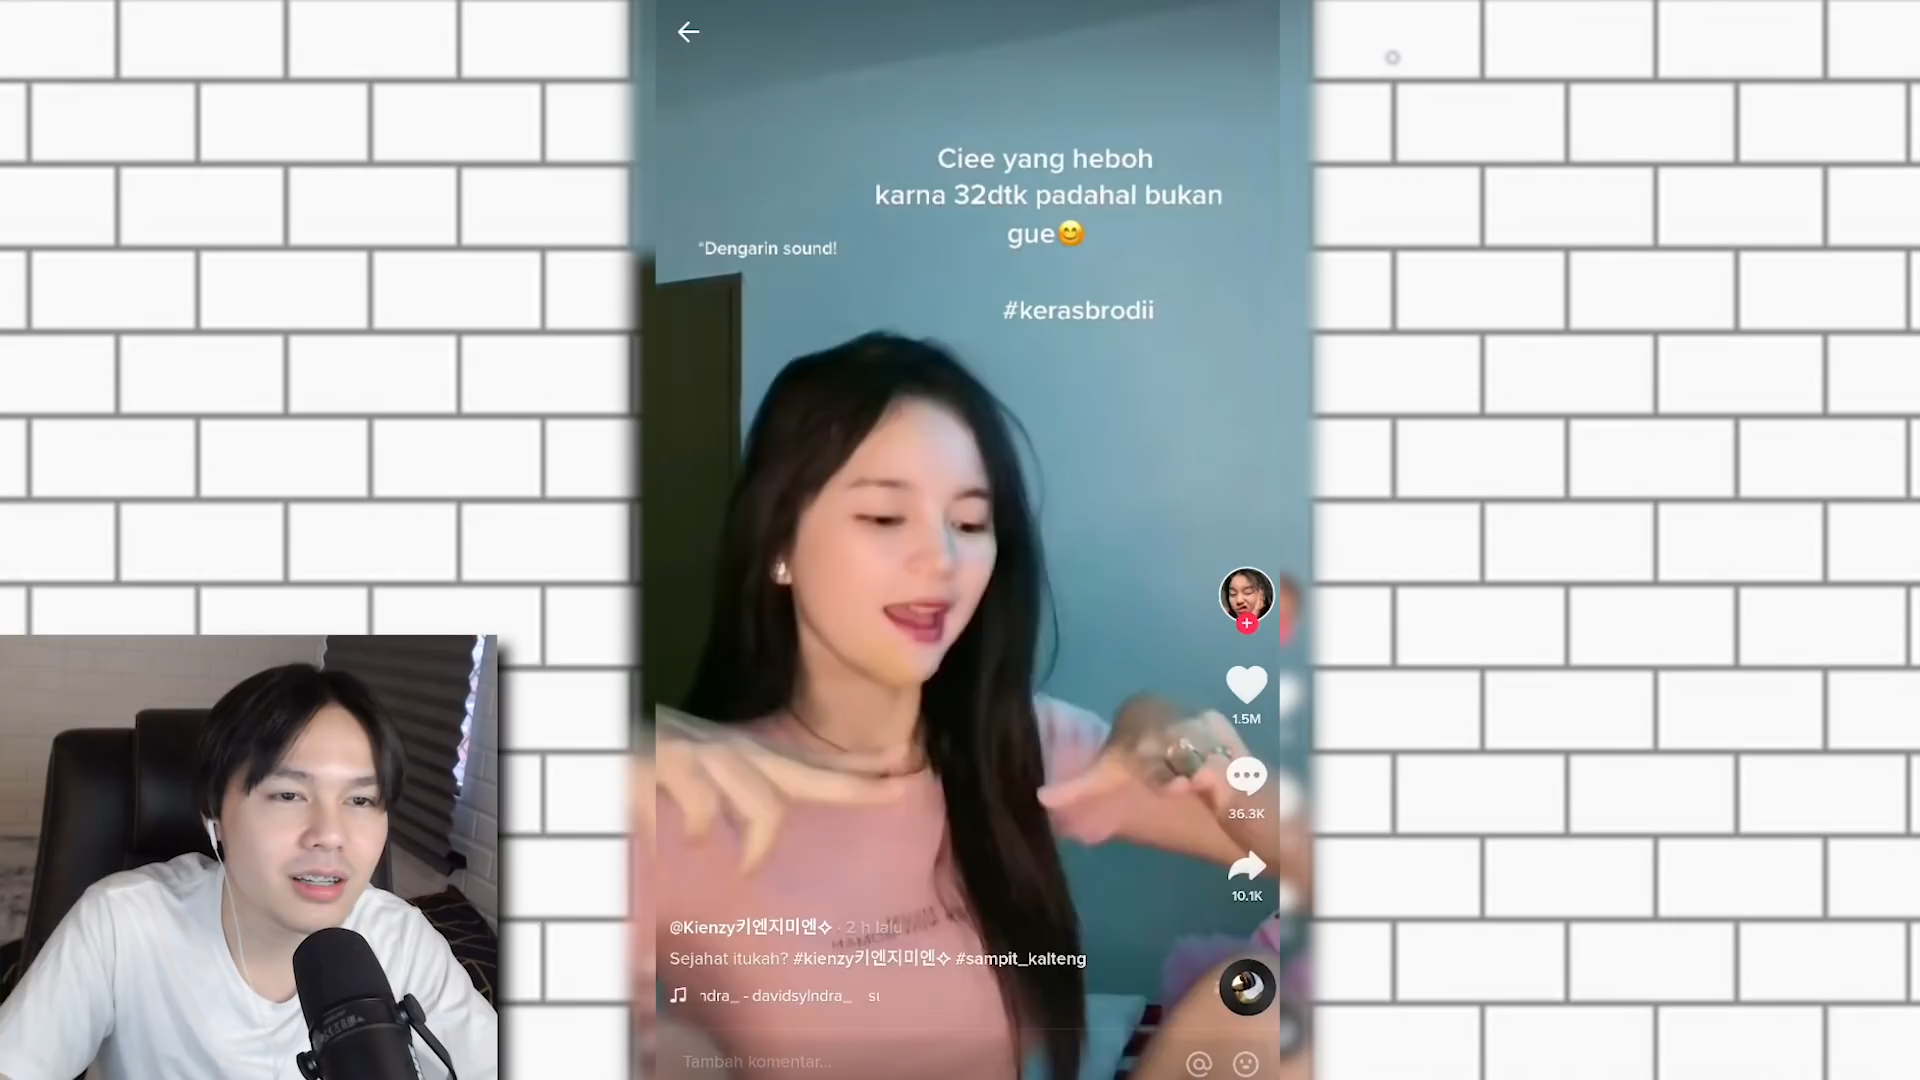 Ciee yang heboh
karna 32dtk padahal bukan
gue😊
"Dengarin sound!
#kerasbrodii
1.5M
36.3K
10.1K
@Kienzy키엔지미엔✧ · 2 h lalu
Sejahat itukah? #kienzy키엔지미엔✧ #sampit_kalteng
ndra_ - davidsylndra_
Tambah komentar...